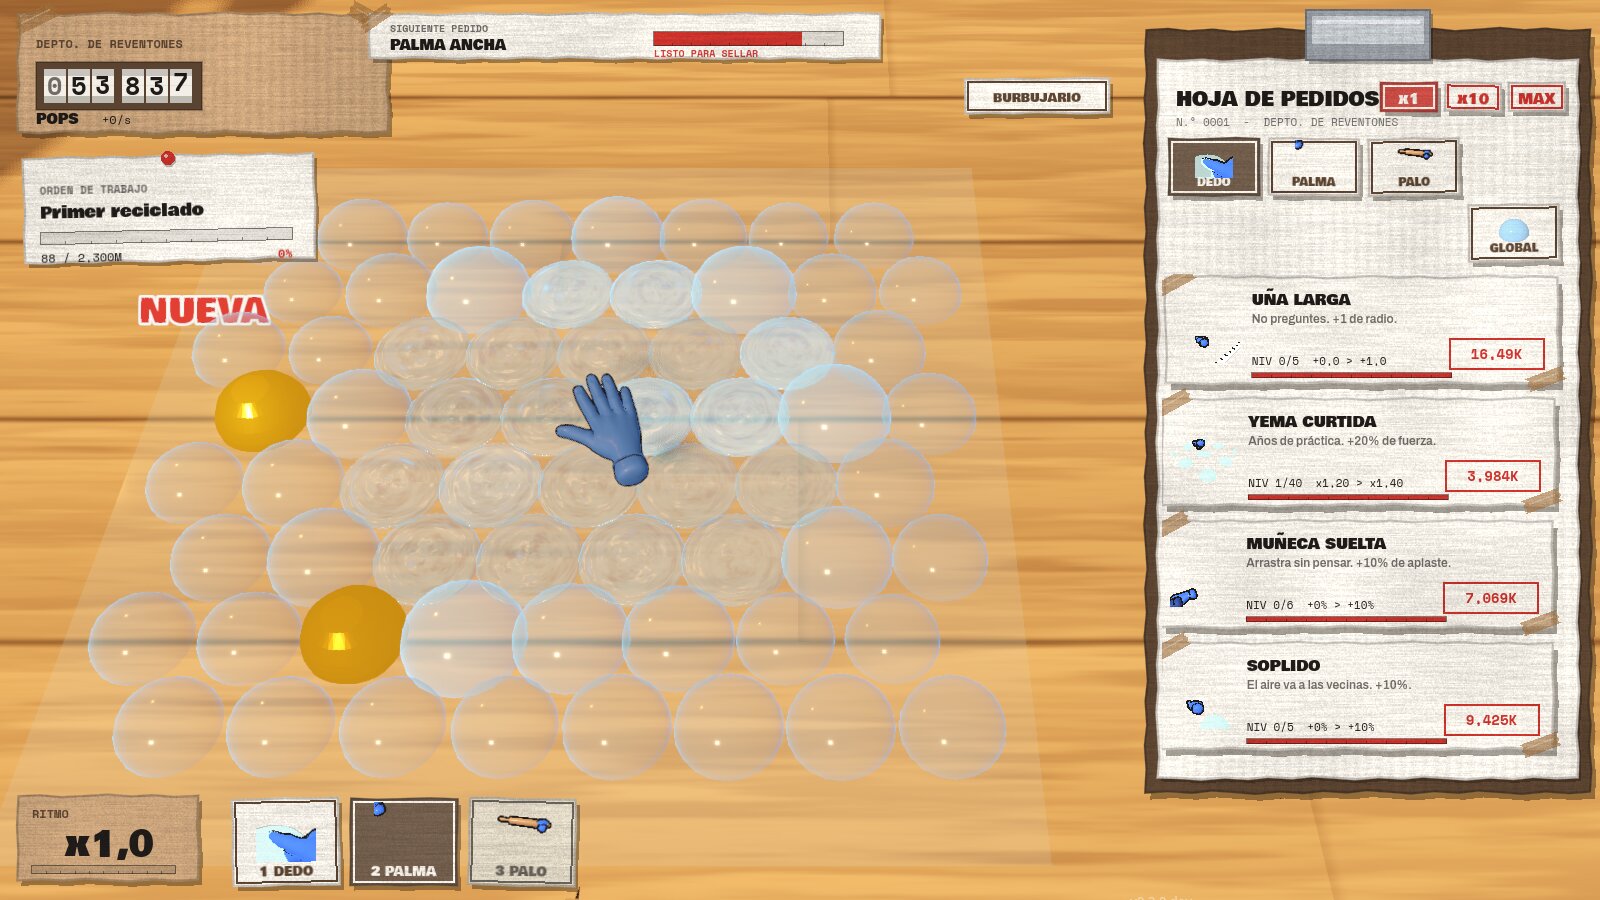 DEPTO. DE REVENTONES
053837
POPS +0/s
SIGUIENTE PEDIDO
PALMA ANCHA
LISTO PARA SELLAR
BURBUJARIO
ORDEN DE TRABAJO
Primer reciclado
88 / 2,300M 0%
NUEVA
HOJA DE PEDIDOS x1 x10 MAX
N.° 0001 - DEPTO. DE REVENTONES
DEDO PALMA PALO
GLOBAL
UÑA LARGA
No preguntes. +1 de radio.
NIV 0/5 +0,0 > +1,0
16,49K
YEMA CURTIDA
Años de práctica. +20% de fuerza.
NIV 1/40 x1,20 > x1,40
3,984K
MUÑECA SUELTA
Arrastra sin pensar. +10% de aplaste.
NIV 0/6 +0% > +10%
7,069K
SOPLIDO
El aire va a las vecinas. +10%.
NIV 0/5 +0% > +10%
9,425K
RITMO
x1,0
1 DEDO 2 PALMA 3 PALO